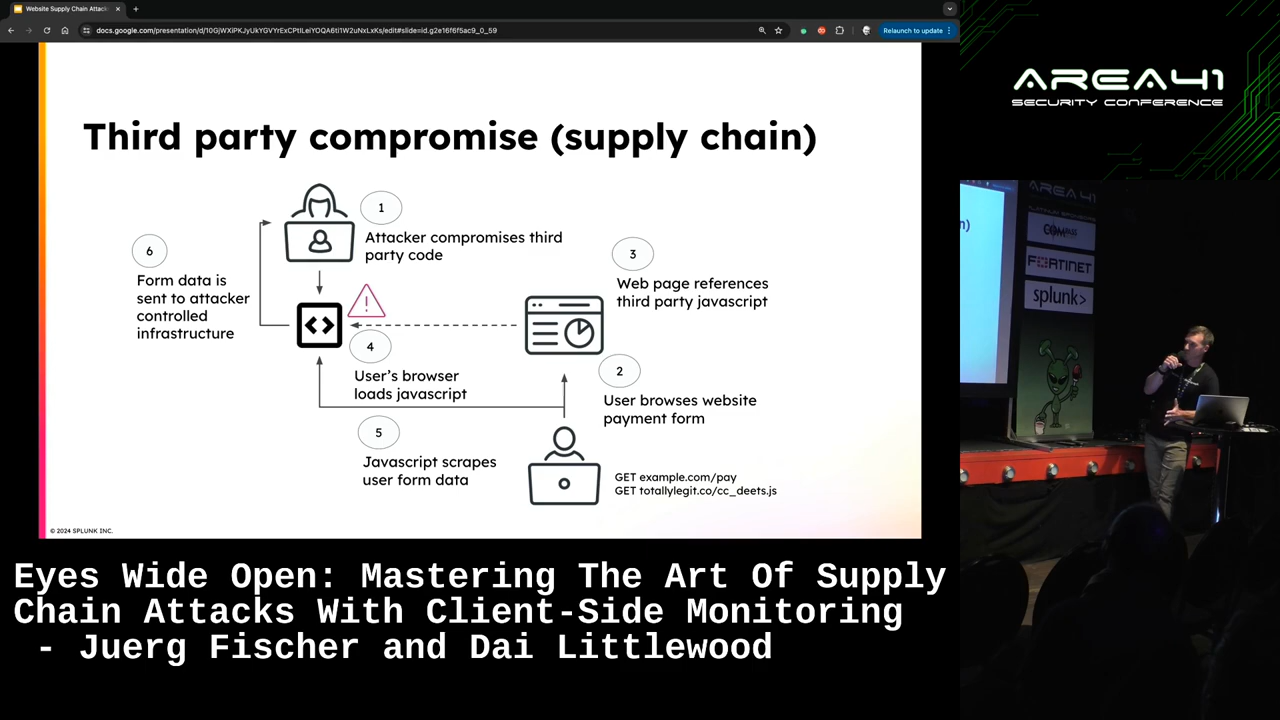 Website Supply Chain Attack
docs.google.com/presentation/d/10GjWXiPKJyUkYGVYrExCPtlLeiYOQA6ti1W2uNxLxKs/edit#slide=id.g2e16f6f5ac9_0_59
Relaunch to update
Third party compromise (supply chain)
1
Attacker compromises third
party code
6
Form data is
sent to attacker
controlled
infrastructure
3
Web page references
third party javascript
4
User's browser
loads javascript
2
User browses website
payment form
5
Javascript scrapes
user form data
GET example.com/pay
GET totallylegit.co/cc_deets.js
© 2024 SPLUNK INC.
Eyes Wide Open: Mastering The Art Of Supply
Chain Attacks With Client-Side Monitoring
- Juerg Fischer and Dai Littlewood
AREA41
SECURITY CONFERENCE
AREA 41
PLATINUM SPONSORS
FORTINET
splunk>